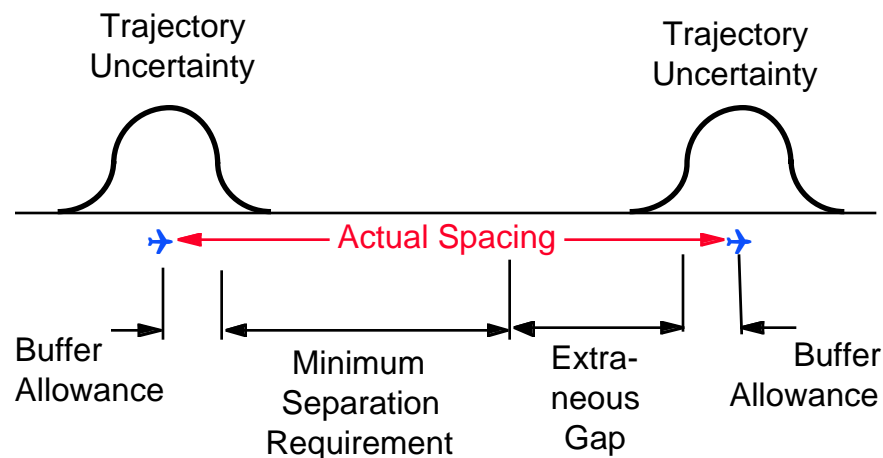 Trajectory
Uncertainty
Trajectory
Uncertainty
Actual Spacing
Buffer
Allowance
Minimum
Separation
Requirement
Extra-
neous
Gap
Buffer
Allowance